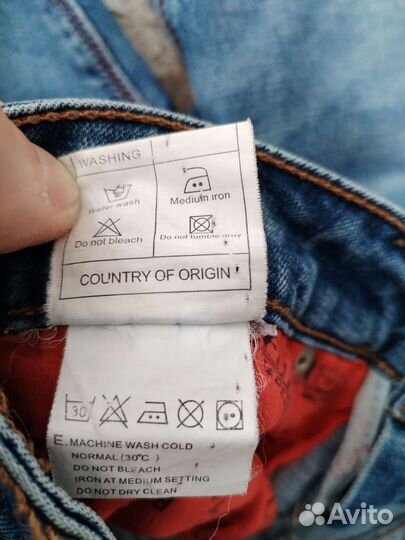 WASHING
Water wash
Medium iron
Do not bleach
Do not tumble druy
COUNTRY OF ORIGIN
30
E. MACHINE WASH COLD
NORMAL (30°C)
DO NOT BLEACH
IRON AT MEDIUM SETTING
DO NOT DRY CLEAN
Avito